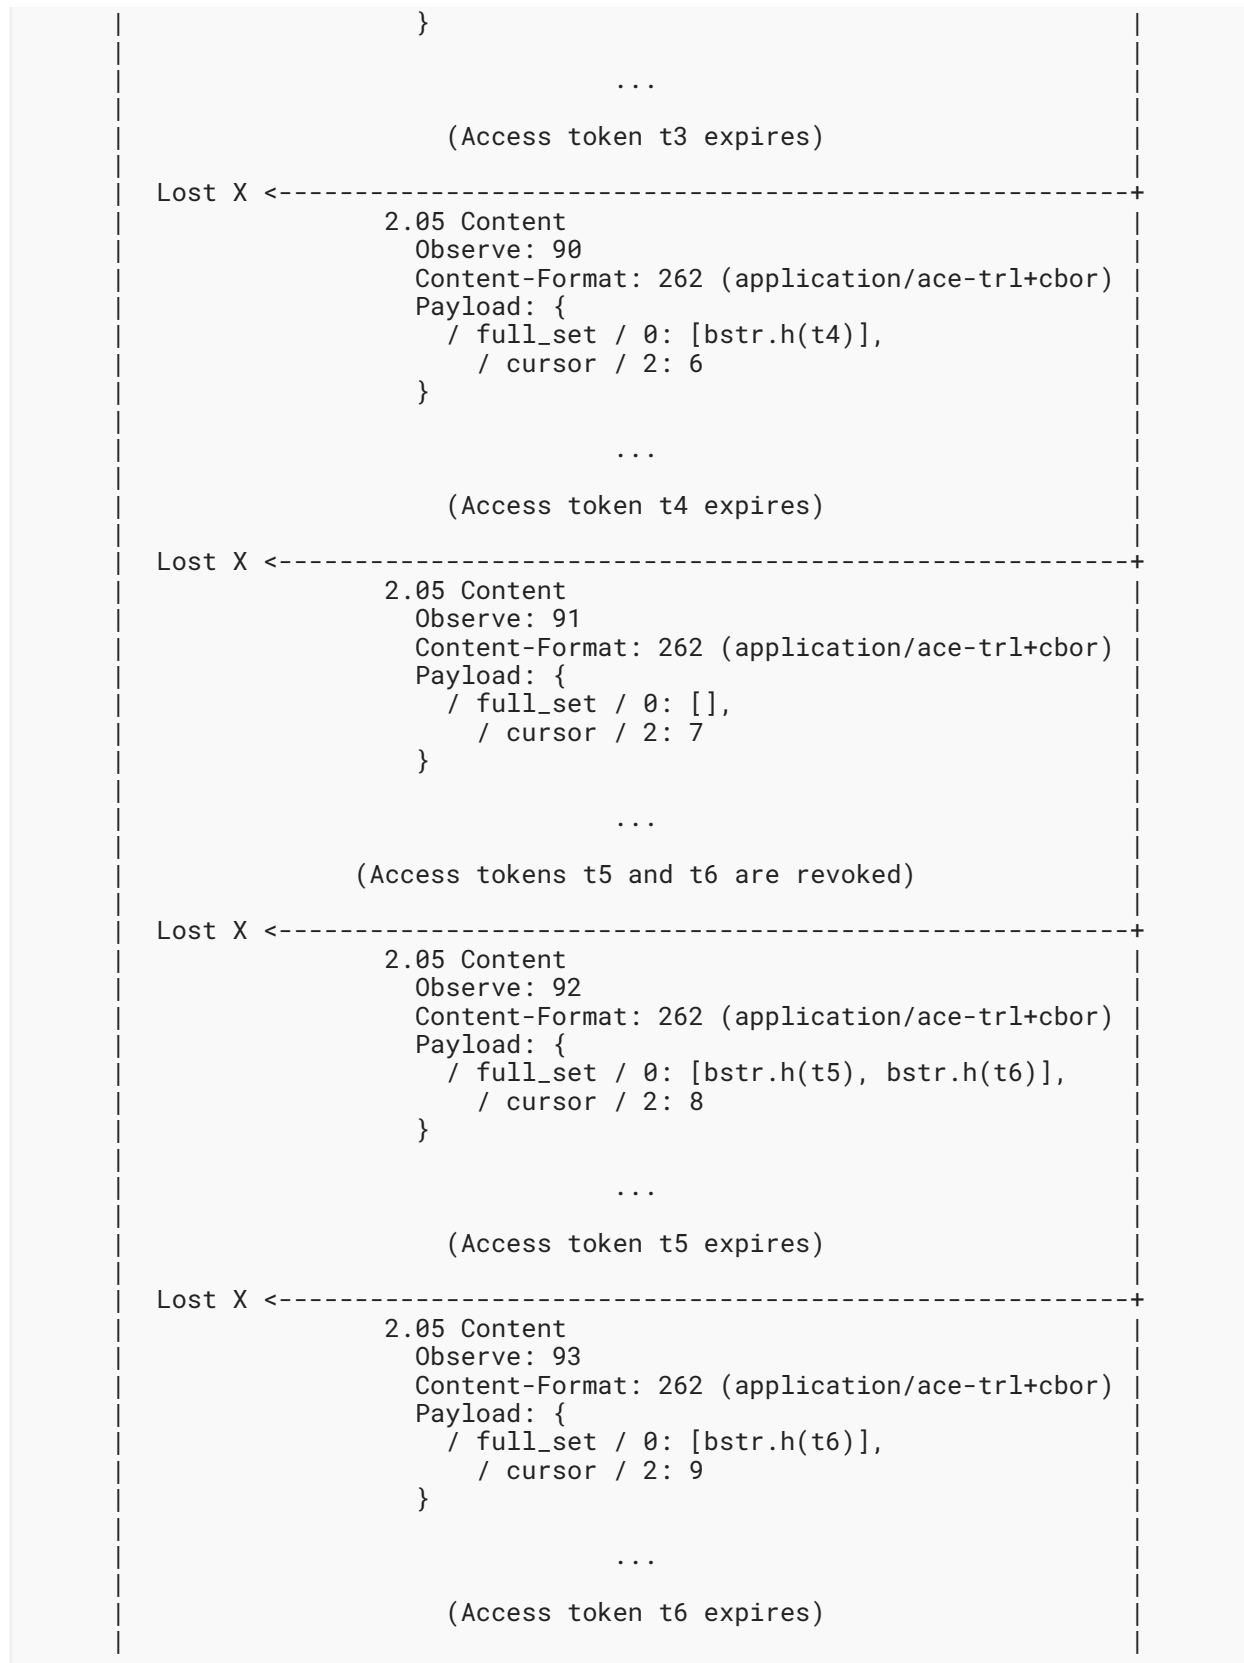 }
...
(Access token t3 expires)
Lost X <--------------------------------------------------------+
2.05 Content
Observe: 90
Content-Format: 262 (application/ace-trl+cbor)
Payload: {
/ full_set / 0: [bstr.h(t4)],
/ cursor / 2: 6
}
...
(Access token t4 expires)
Lost X <--------------------------------------------------------+
2.05 Content
Observe: 91
Content-Format: 262 (application/ace-trl+cbor)
Payload: {
/ full_set / 0: [],
/ cursor / 2: 7
}
...
(Access tokens t5 and t6 are revoked)
Lost X <--------------------------------------------------------+
2.05 Content
Observe: 92
Content-Format: 262 (application/ace-trl+cbor)
Payload: {
/ full_set / 0: [bstr.h(t5), bstr.h(t6)],
/ cursor / 2: 8
}
...
(Access token t5 expires)
Lost X <--------------------------------------------------------+
2.05 Content
Observe: 93
Content-Format: 262 (application/ace-trl+cbor)
Payload: {
/ full_set / 0: [bstr.h(t6)],
/ cursor / 2: 9
}
...
(Access token t6 expires)